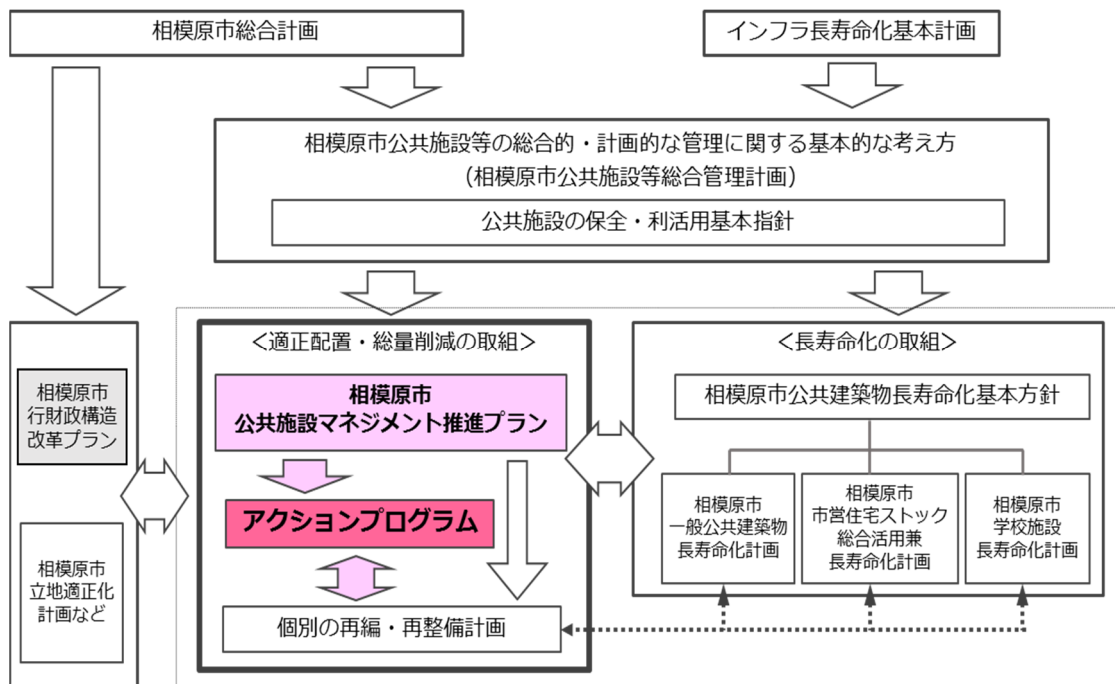 相模原市総合計画
インフラ長寿命化基本計画
相模原市公共施設等の総合的・計画的な管理に関する基本的な考え方
（相模原市公共施設等総合管理計画）
公共施設の保全・利活用基本指針
相模原市
行財政構造
改革プラン
相模原市
立地適正化
計画など
＜適正配置・総量削減の取組＞
相模原市
公共施設マネジメント推進プラン
アクションプログラム
個別の再編・再整備計画
＜長寿命化の取組＞
相模原市公共建築物長寿命化基本方針
相模原市
一般公共建築物
長寿命化計画
相模原市
市営住宅ストック
総合活用兼
長寿命化計画
相模原市
学校施設
長寿命化計画